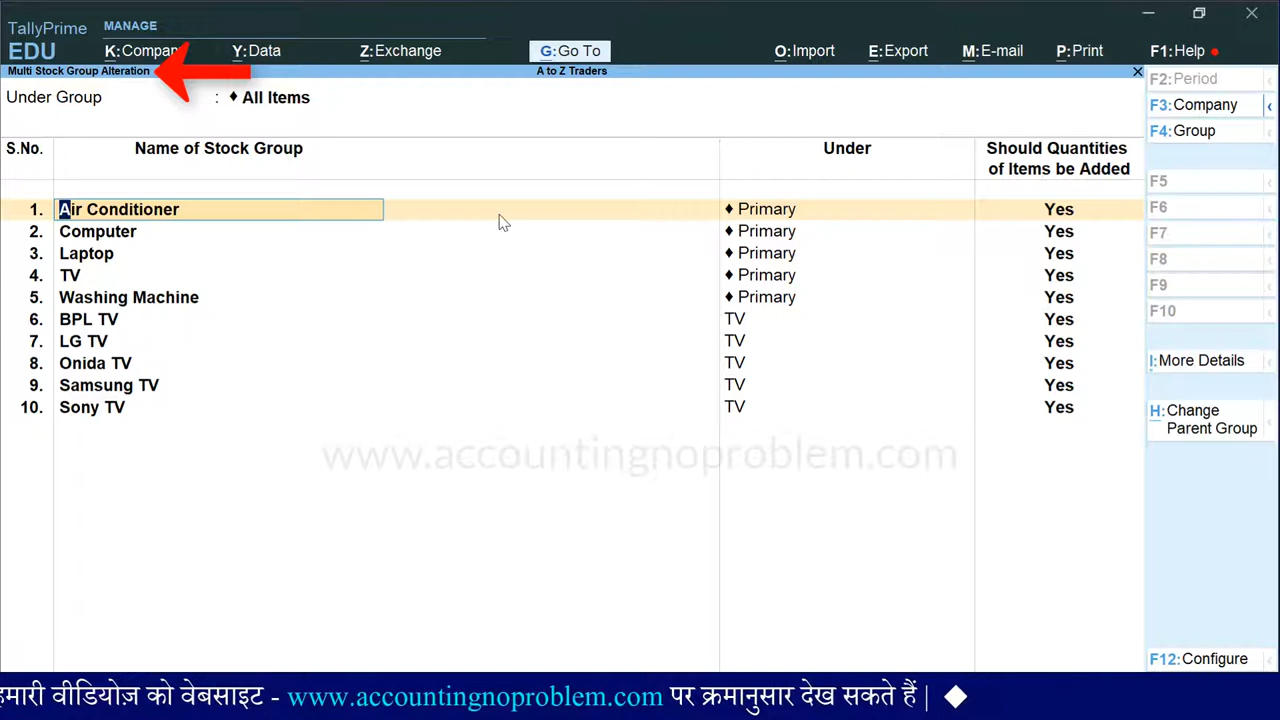 TallyPrime MANAGE
EDU K:Company Y:Data Z:Exchange G:Go To O:Import E:Export M:E-mail P:Print F1:Help
Multi Stock Group Alteration A to Z Traders
Under Group : ♦ All Items
S.No. Name of Stock Group Under Should Quantities of Items be Added
1. Air Conditioner ♦ Primary Yes
2. Computer ♦ Primary Yes
3. Laptop ♦ Primary Yes
4. TV ♦ Primary Yes
5. Washing Machine ♦ Primary Yes
6. BPL TV TV Yes
7. LG TV TV Yes
8. Onida TV TV Yes
9. Samsung TV TV Yes
10. Sony TV TV Yes
www.accountingnoproblem.com
F2:Period
F3:Company
F4:Group
F5
F6
F7
F8
F9
F10
I:More Details
H:Change
Parent Group
F12:Configure
हमारी वीडियोज़ को वेबसाइट - www.accountingnoproblem.com पर क्रमानुसार देख सकते हैं | ◆